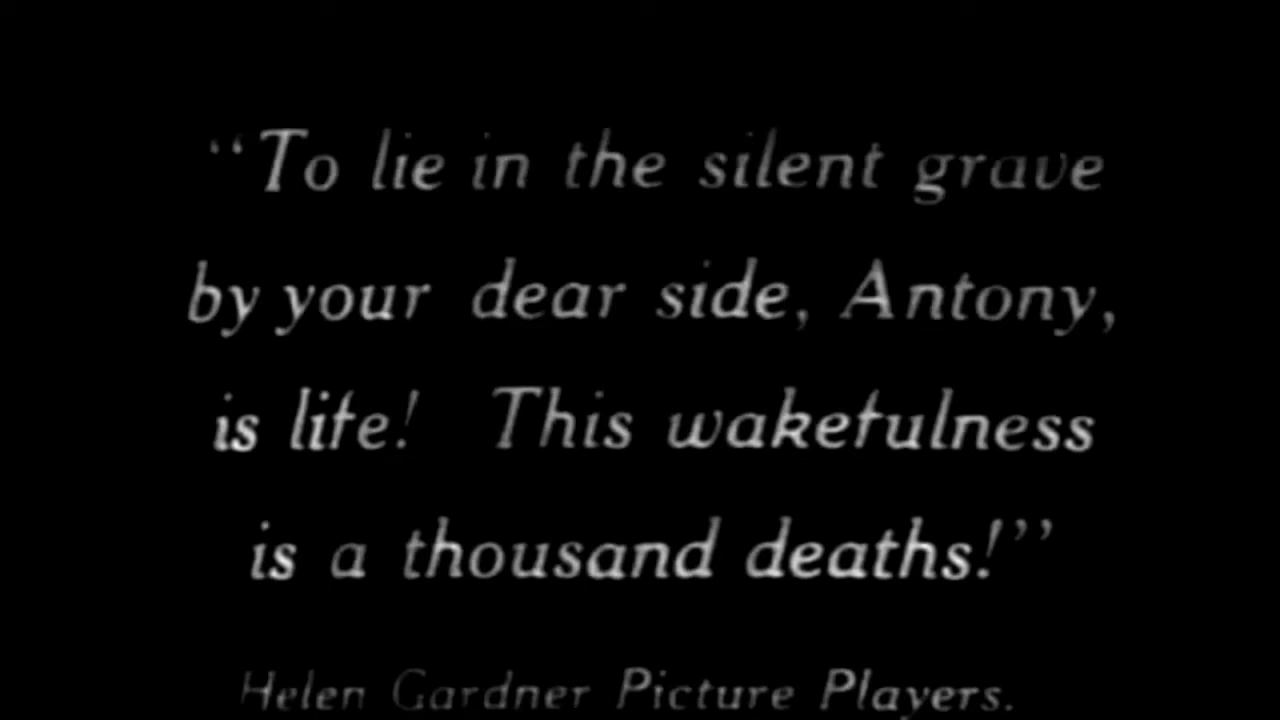 “To lie in the silent grave
by your dear side, Antony,
is life! This wakefulness
is a thousand deaths!”
Helen Gardner Picture Players.